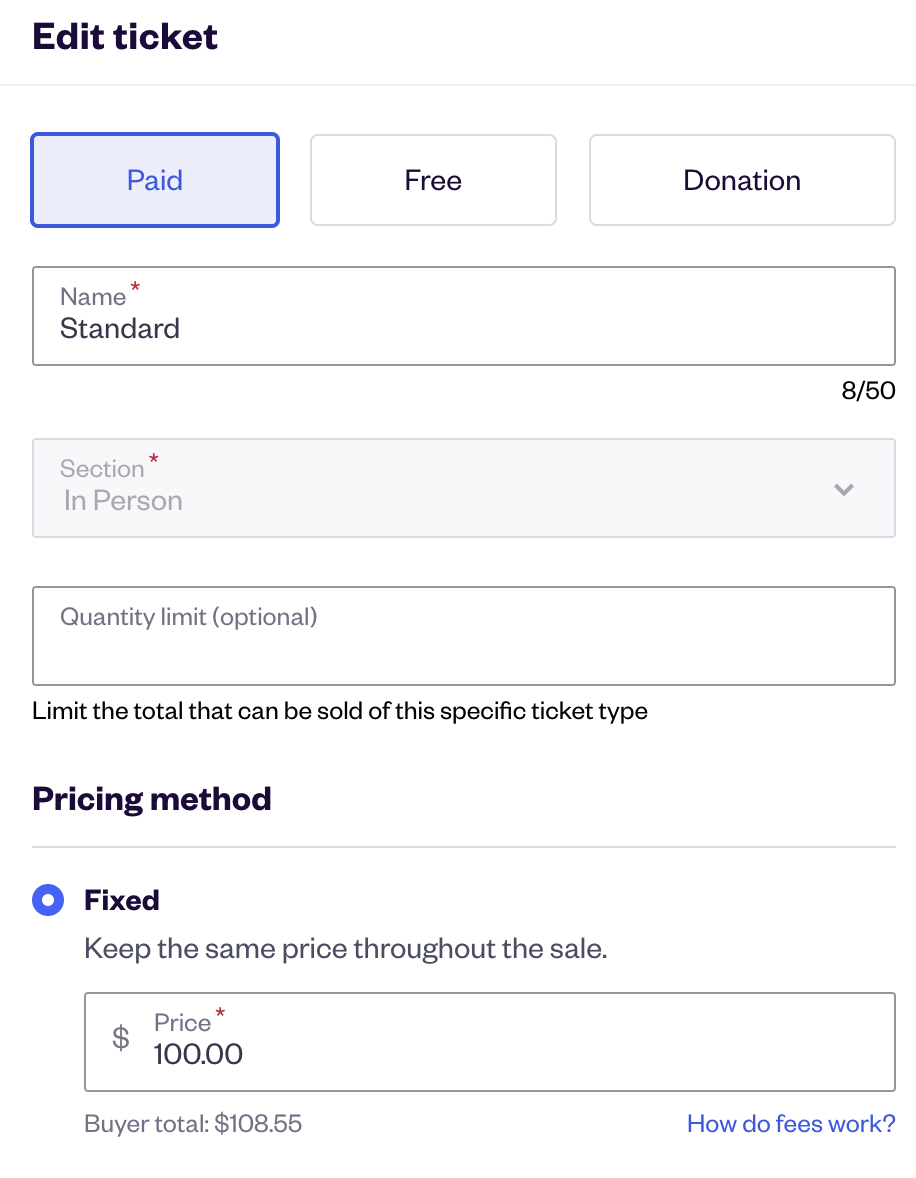 Edit ticket
Paid Free Donation
Name *
Standard
8/50
Section *
In Person
Quantity limit (optional)
Limit the total that can be sold of this specific ticket type
Pricing method
Fixed
Keep the same price throughout the sale.
Price *
$ 100.00
Buyer total: $108.55 How do fees work?